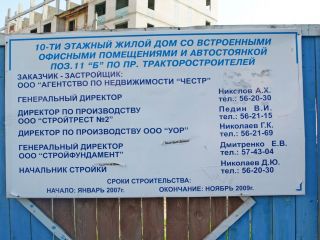 10-ТИ ЭТАЖНЫЙ ЖИЛОЙ ДОМ СО ВСТРОЕННЫМИ
ОФИСНЫМИ ПОМЕЩЕНИЯМИ И АВТОСТОЯНКОЙ
ПОЗ.11 "Б" ПО ПР. ТРАКТОРОСТРОИТЕЛЕЙ
ЗАКАЗЧИК - ЗАСТРОЙЩИК:
ООО "АГЕНТСТВО ПО НЕДВИЖИМОСТИ "ЧЕСТР"
ГЕНЕРАЛЬНЫЙ ДИРЕКТОР Николов А.Х.
тел.: 56-20-30
ДИРЕКТОР ПО ПРОИЗВОДСТВУ Педин В.И.
ООО "СТРОЙТРЕСТ №2" тел.: 56-21-15
ДИРЕКТОР ПО ПРОИЗВОДСТВУ ООО "УОР" Николаев Г.К.
тел.: 56-21-69
ГЕНЕРАЛЬНЫЙ ДИРЕКТОР Дмитренко Е.В.
ООО "СТРОЙФУНДАМЕНТ" тел.: 57-43-04
НАЧАЛЬНИК СТРОЙКИ Николаев Д.Ю.
тел.: 56-20-30
СРОКИ СТРОИТЕЛЬСТВА:
НАЧАЛО: ЯНВАРЬ 2007г. ОКОНЧАНИЕ: НОЯБРЬ 2009г.